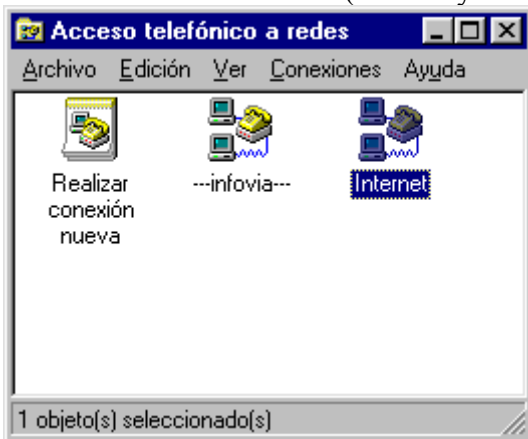 Acceso telefónico a redes
Archivo Edición Ver Conexiones Ayuda
Realizar conexión nueva
---infovia---
Internet
1 objeto(s) seleccionado(s)